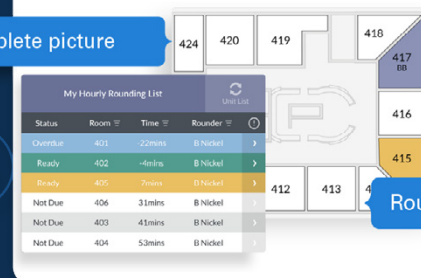 plete picture
424 420 419 418
417
BB
416
415
412 413 4
Rou
My Hourly Rounding List
Unit List
Status Room Time Rounder
Overdue 401 -22mins B Nickel
Ready 402 -4mins B Nickel
Ready 405 2mins B Nickel
Not Due 406 31mins B Nickel
Not Due 403 41mins B Nickel
Not Due 404 53mins B Nickel